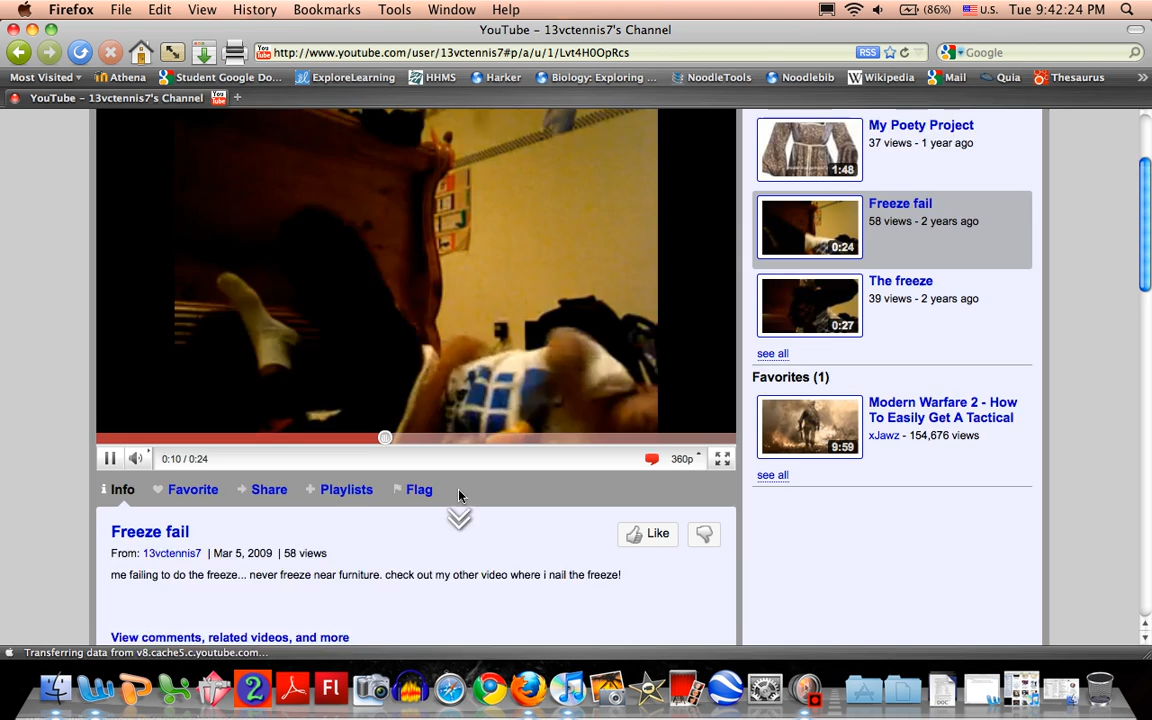 Firefox File Edit View History Bookmarks Tools Window Help (86%) U.S. Tue 9:42:24 PM
YouTube - 13vctennis7's Channel
http://www.youtube.com/user/13vctennis7#p/a/u/1/Lvt4H0OpRcs RSS Google
Most Visited Athena Student Google Do... ExploreLearning HHMS Harker Biology: Exploring ... NoodleTools Noodlebib Wikipedia Mail Quia Thesaurus
YouTube - 13vctennis7's Channel
My Poety Project
37 views - 1 year ago
1:48
Freeze fail
58 views - 2 years ago
0:24
The freeze
39 views - 2 years ago
0:27
see all
Favorites (1)
Modern Warfare 2 - How
To Easily Get A Tactical
xJawz - 154,676 views
9:59
see all
0:10 / 0:24 360p
Info Favorite Share Playlists Flag
Freeze fail
Like
From: 13vctennis7 | Mar 5, 2009 | 58 views
me failing to do the freeze... never freeze near furniture. check out my other video where i nail the freeze!
View comments, related videos, and more
Transferring data from v8.cache5.c.youtube.com...